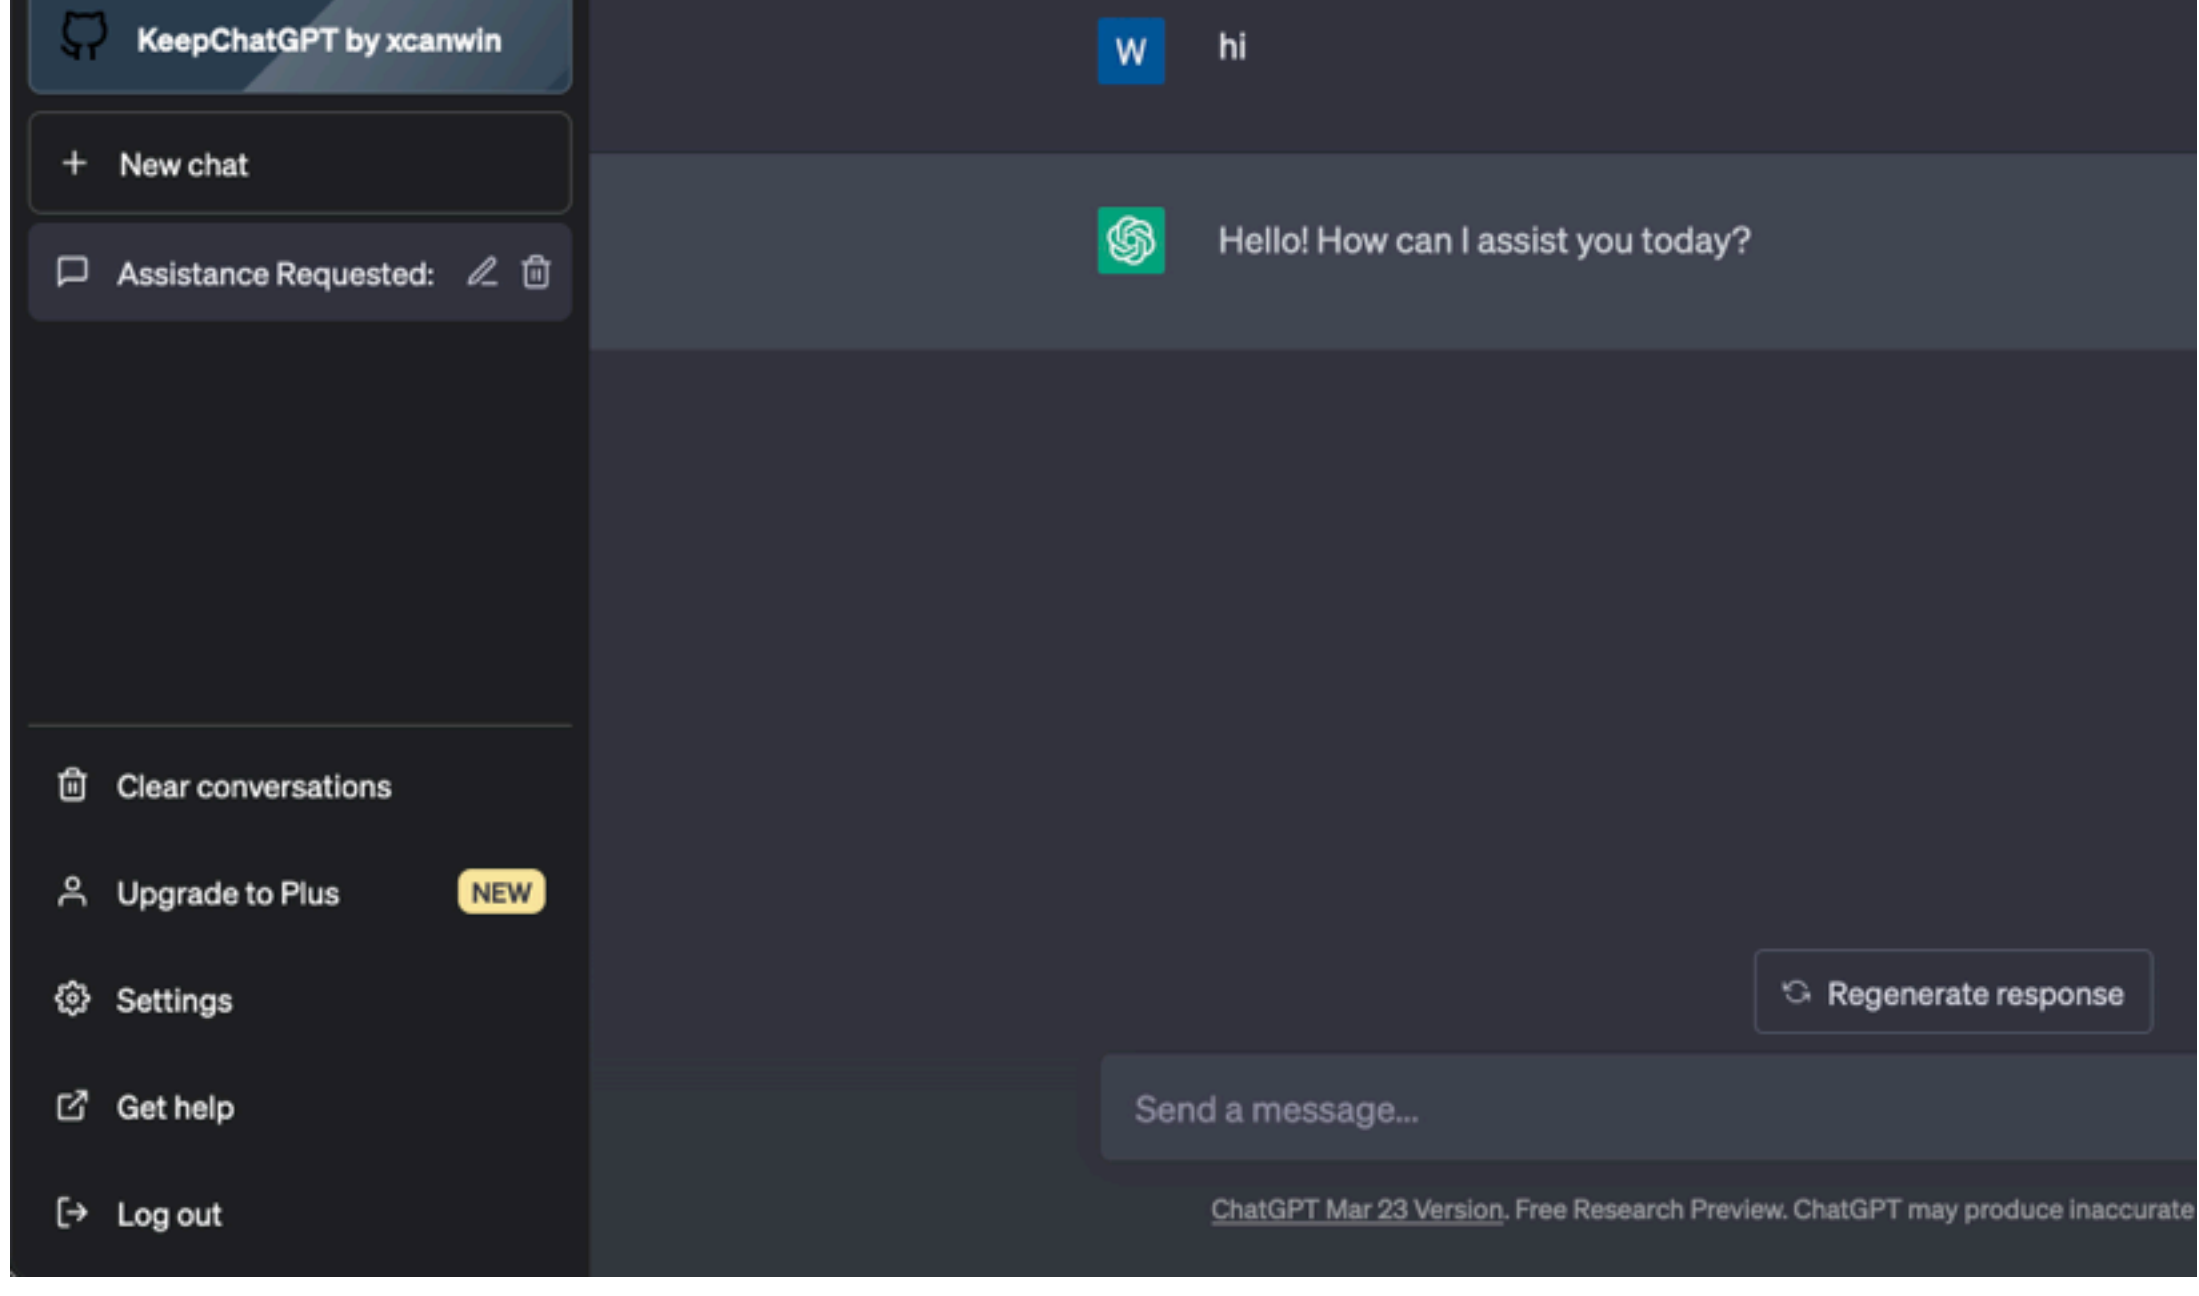 KeepChatGPT by xcanwin
New chat
Assistance Requested:
Clear conversations
Upgrade to Plus NEW
Settings
Get help
Log out
W hi
Hello! How can I assist you today?
Regenerate response
Send a message...
ChatGPT Mar 23 Version. Free Research Preview. ChatGPT may produce inaccurate